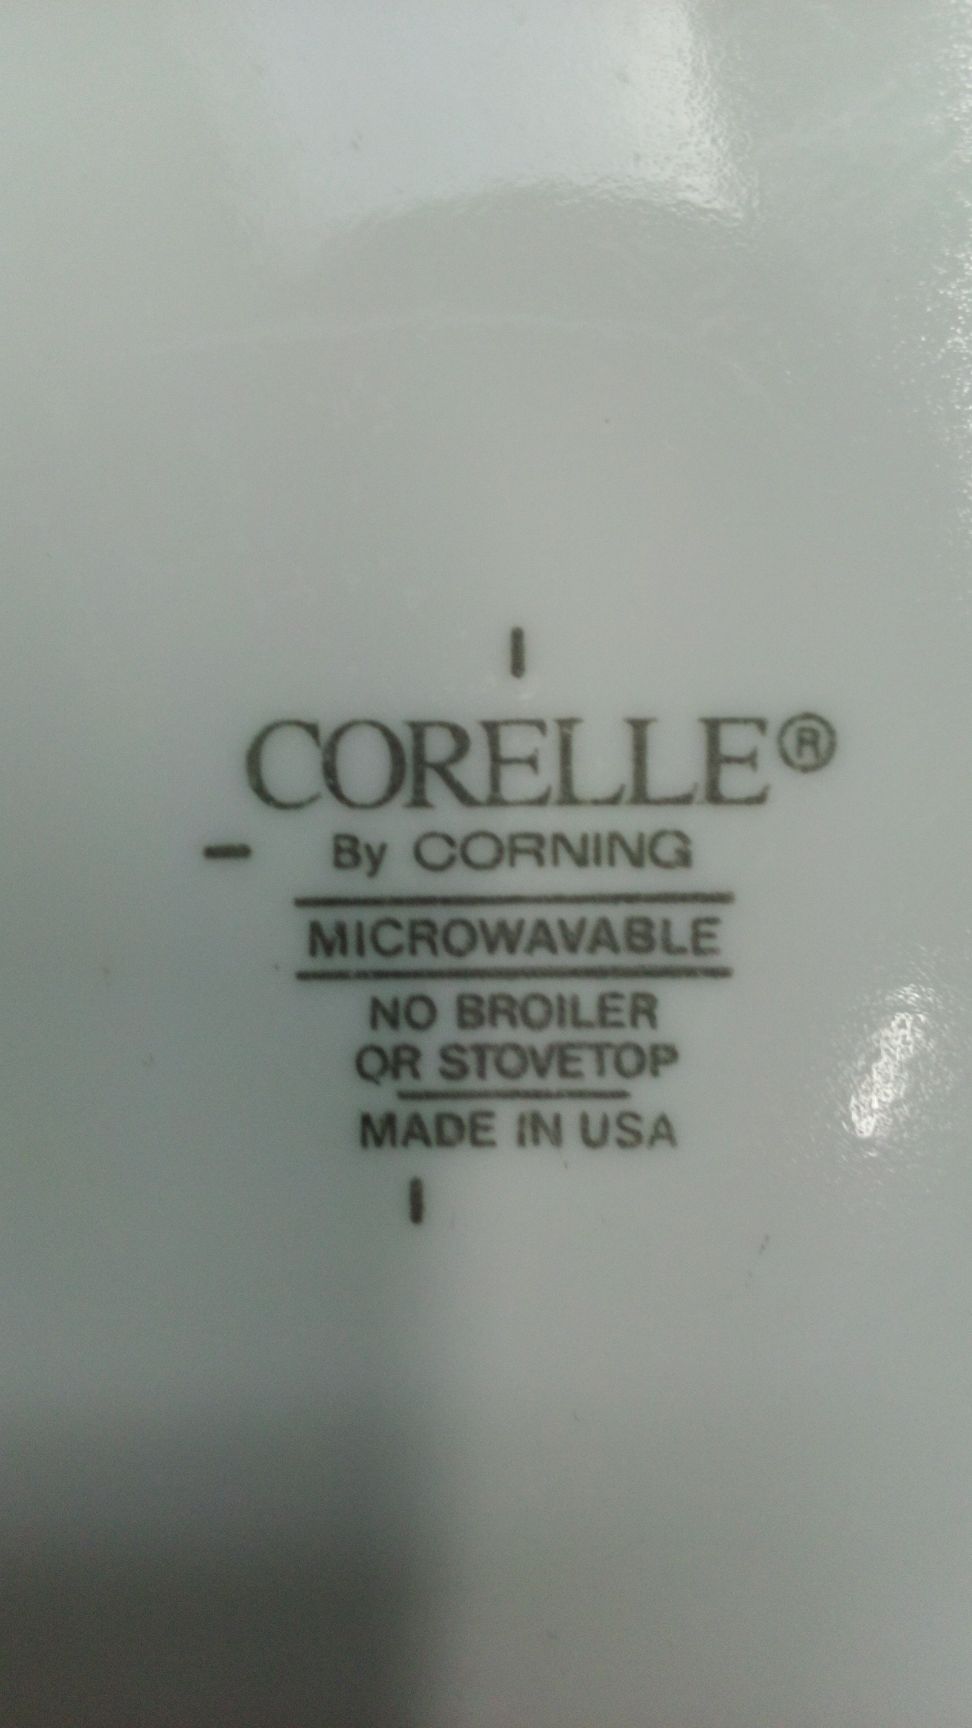 CORELLE®
By CORNING
MICROWAVABLE
NO BROILER
OR STOVETOP
MADE IN USA